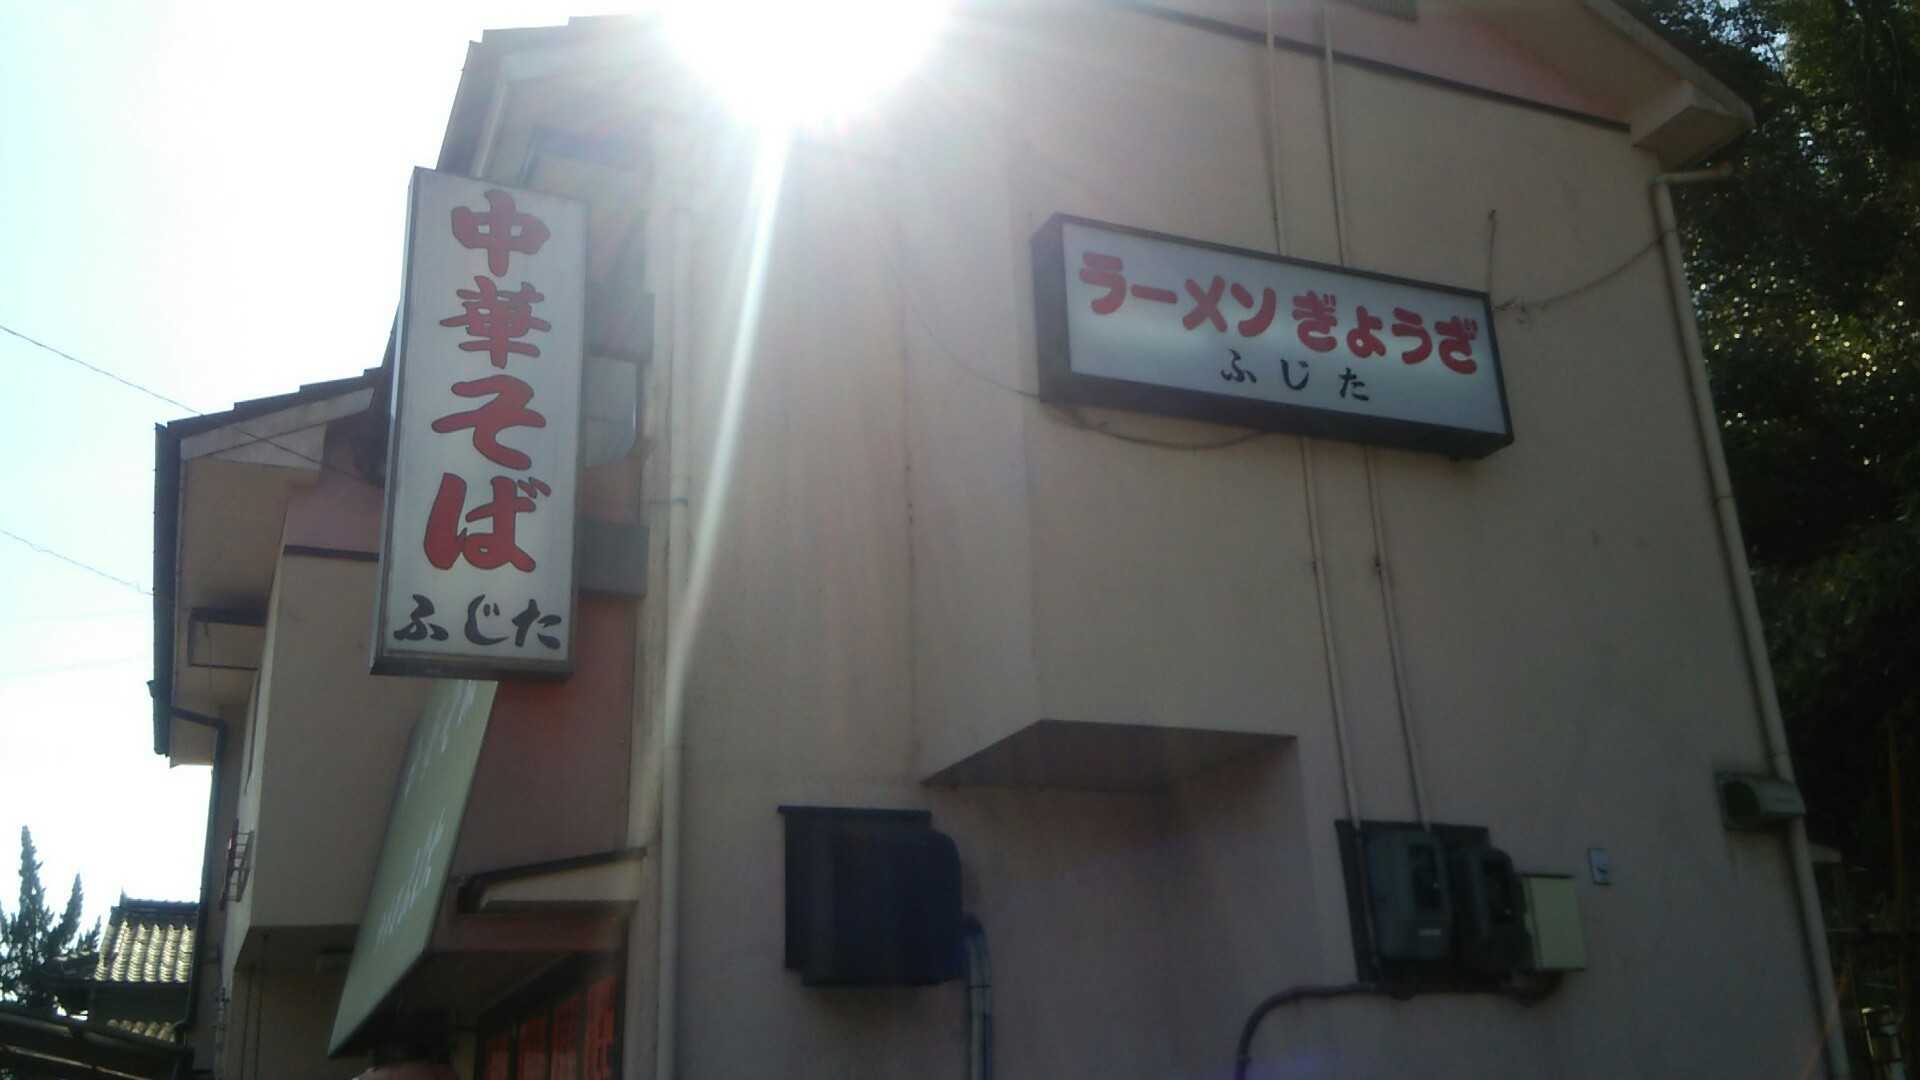 中華そば
ふじた
ラーメン ぎょうざ
ふじた